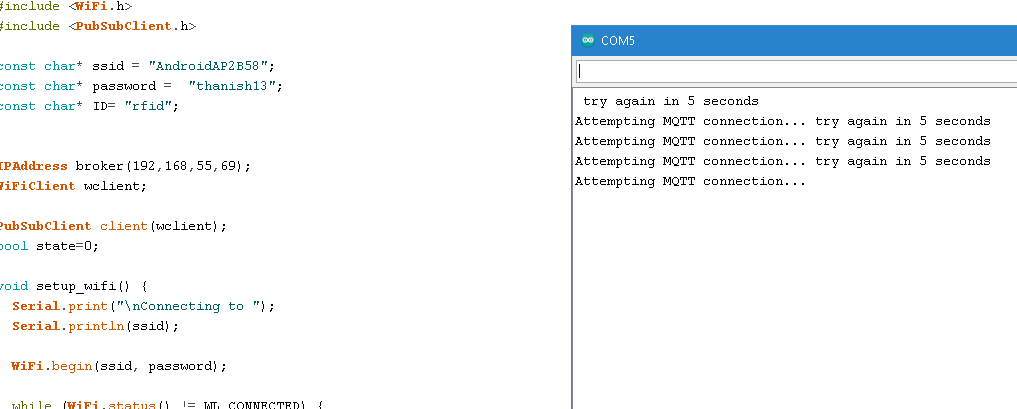 #include <WiFi.h>
#include <PubSubClient.h>
const char* ssid = "AndroidAP2B58";
const char* password =  "thanish13";
const char* ID= "rfid";
IPAddress broker(192,168,55,69);
WiFiClient wclient;
PubSubClient client(wclient);
bool state=0;
void setup_wifi() {
Serial.print("\nConnecting to ");
Serial.println(ssid);
WiFi.begin(ssid, password);
while (WiFi.status() != WL_CONNECTED) {
COM5
try again in 5 seconds
Attempting MQTT connection... try again in 5 seconds
Attempting MQTT connection... try again in 5 seconds
Attempting MQTT connection... try again in 5 seconds
Attempting MQTT connection...